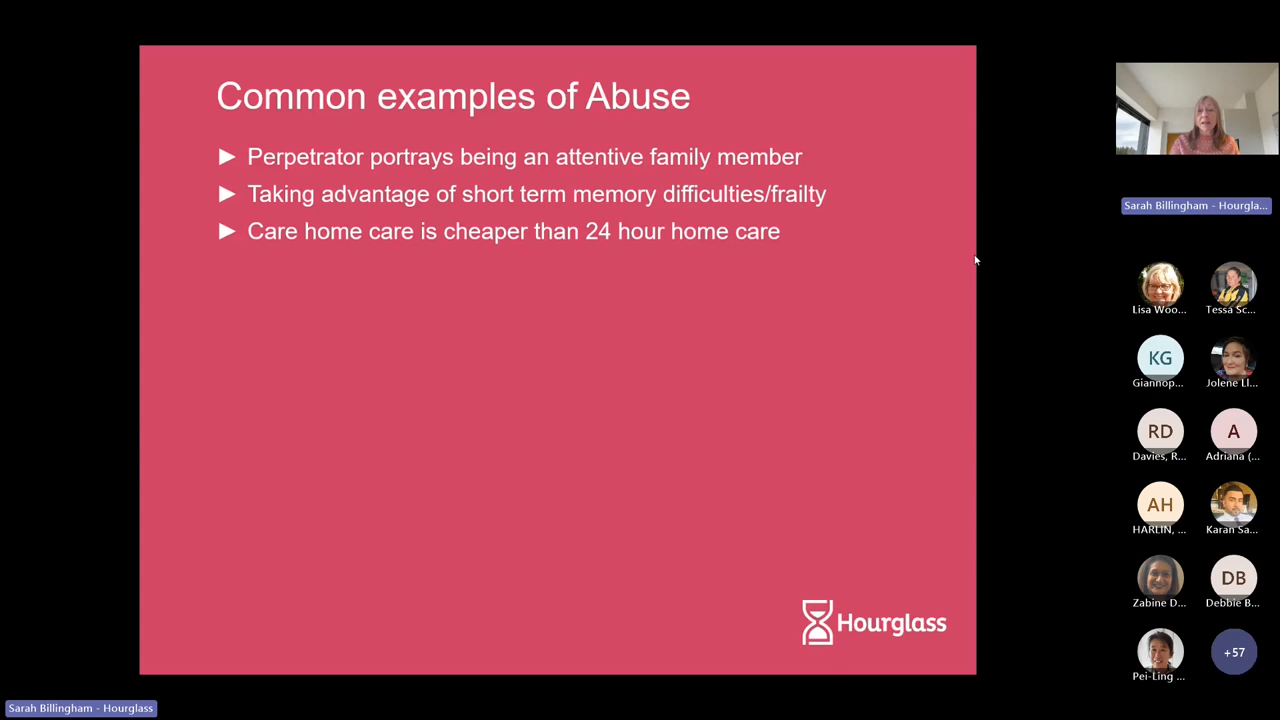 Common examples of Abuse
► Perpetrator portrays being an attentive family member
► Taking advantage of short term memory difficulties/frailty
► Care home care is cheaper than 24 hour home care
Hourglass
Sarah Billingham - Hourgla...
Lisa Woo...
Tessa Sc...
KG
Giannop...
Jolene Ll...
RD
Davies, R...
A
Adriana (...
AH
HARLIN, ...
Karan Sa...
Zabine D...
DB
Debbie B...
Pei-Ling ...
+57
Sarah Billingham - Hourglass